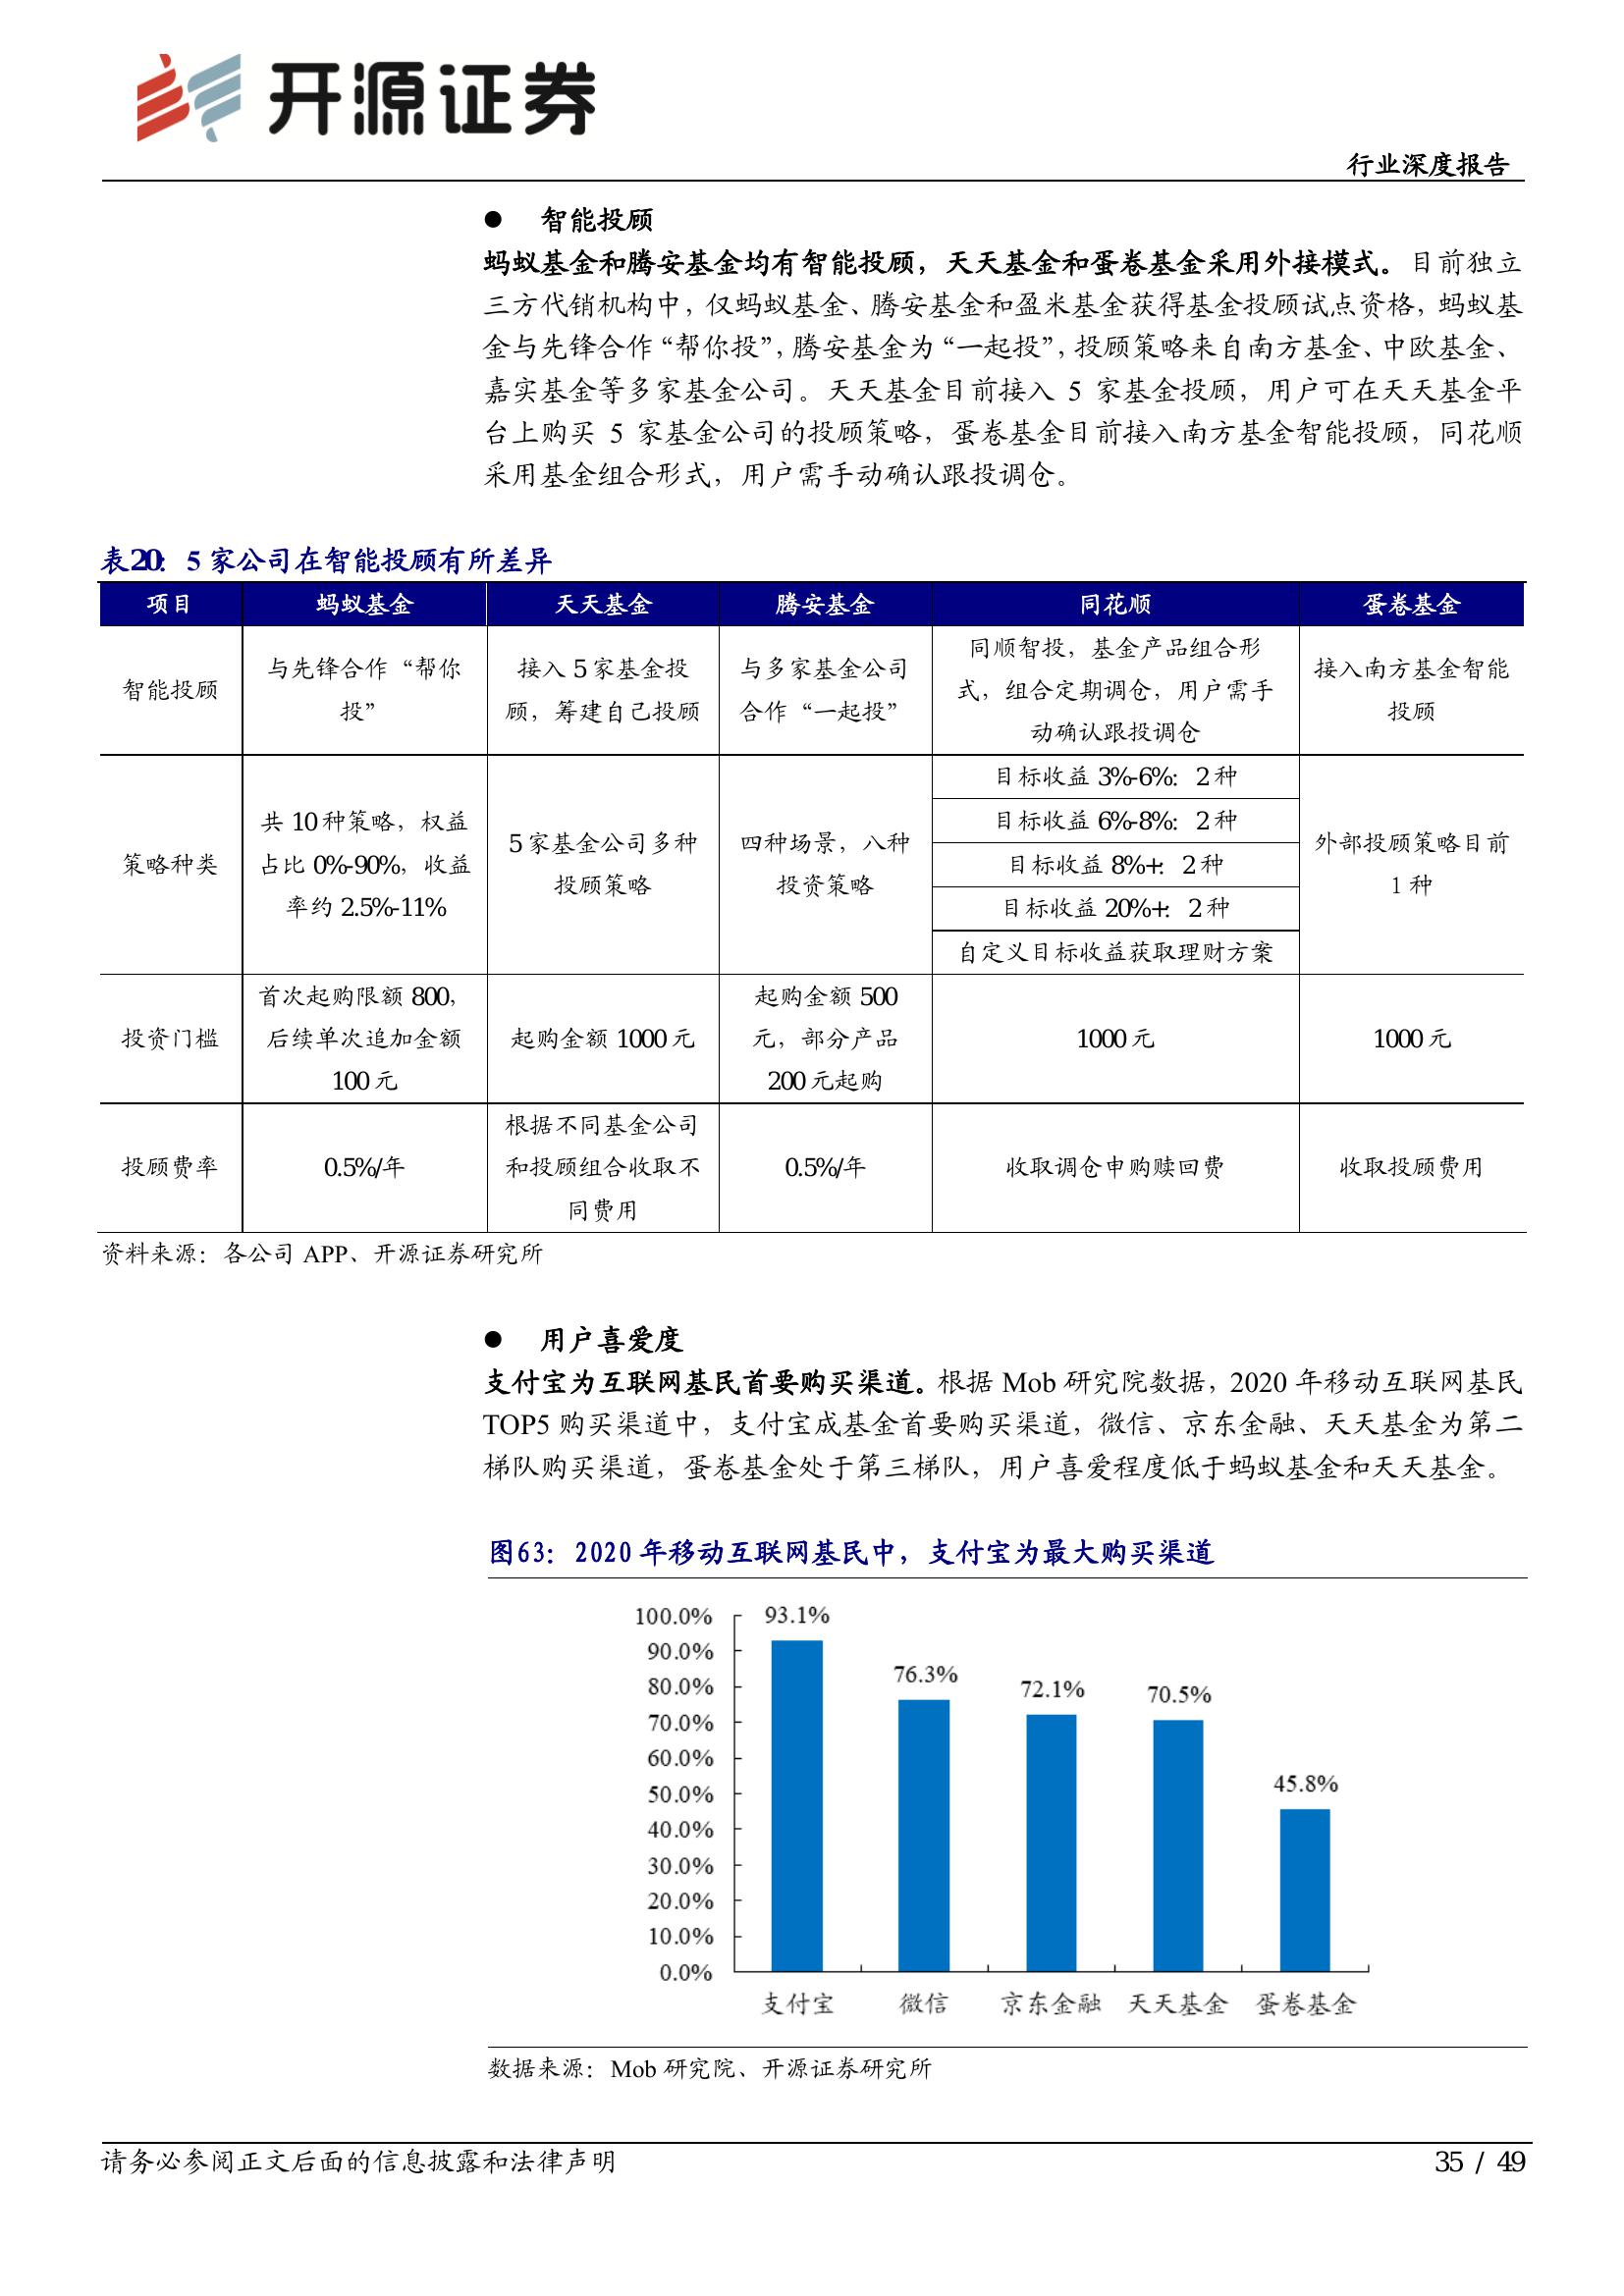 开源证券
行业深度报告
● 智能投顾
蚂蚁基金和腾安基金均有智能投顾，天天基金和蛋卷基金采用外接模式。目前独立
三方代销机构中，仅蚂蚁基金、腾安基金和盈米基金获得基金投顾试点资格，蚂蚁基
金与先锋合作“帮你投”，腾安基金为“一起投”，投顾策略来自南方基金、中欧基金、
嘉实基金等多家基金公司。天天基金目前接入 5 家基金投顾，用户可在天天基金平
台上购买 5 家基金公司的投顾策略，蛋卷基金目前接入南方基金智能投顾，同花顺
采用基金组合形式，用户需手动确认跟投调仓。
表20：5 家公司在智能投顾有所差异
项目 蚂蚁基金 天天基金 腾安基金 同花顺 蛋卷基金
智能投顾
与先锋合作“帮你
投”
接入 5 家基金投
顾，筹建自己投顾
与多家基金公司
合作“一起投”
同顺智投，基金产品组合形
式，组合定期调仓，用户需手
动确认跟投调仓
接入南方基金智能
投顾
策略种类
共 10 种策略，权益
占比 0%-90%，收益
率约 2.5%-11%
5 家基金公司多种
投顾策略
四种场景，八种
投资策略
目标收益 3%-6%：2 种
目标收益 6%-8%：2 种
目标收益 8%+：2 种
目标收益 20%+：2 种
自定义目标收益获取理财方案
外部投顾策略目前
1 种
投资门槛
首次起购限额 800，
后续单次追加金额
100 元
起购金额 1000 元
起购金额 500
元，部分产品
200 元起购
1000 元
1000 元
投顾费率
0.5%/年
根据不同基金公司
和投顾组合收取不
同费用
0.5%/年
收取调仓申购赎回费
收取投顾费用
资料来源：各公司 APP、开源证券研究所
● 用户喜爱度
支付宝为互联网基民首要购买渠道。根据 Mob 研究院数据，2020 年移动互联网基民
TOP5 购买渠道中，支付宝成基金首要购买渠道，微信、京东金融、天天基金为第二
梯队购买渠道，蛋卷基金处于第三梯队，用户喜爱程度低于蚂蚁基金和天天基金。
图63：2020 年移动互联网基民中，支付宝为最大购买渠道
100.0%
90.0%
80.0%
70.0%
60.0%
50.0%
40.0%
30.0%
20.0%
10.0%
0.0%
93.1%
76.3%
72.1%
70.5%
45.8%
支付宝 微信 京东金融 天天基金 蛋卷基金
数据来源：Mob 研究院、开源证券研究所
请务必参阅正文后面的信息披露和法律声明
35 / 49